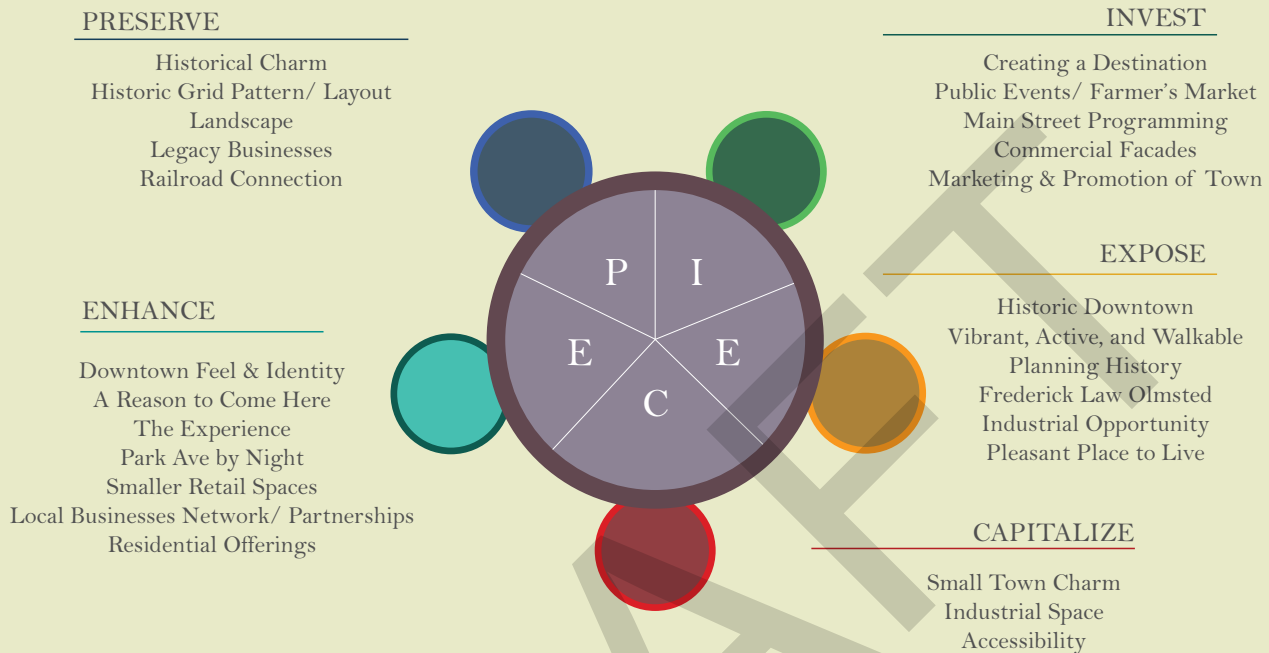 PRESERVE
Historical Charm
Historic Grid Pattern/ Layout
Landscape
Legacy Businesses
Railroad Connection
ENHANCE
Downtown Feel & Identity
A Reason to Come Here
The Experience
Park Ave by Night
Smaller Retail Spaces
Local Businesses Network/ Partnerships
Residential Offerings
P
I
E
E
C
INVEST
Creating a Destination
Public Events/ Farmer's Market
Main Street Programming
Commercial Facades
Marketing & Promotion of Town
EXPOSE
Historic Downtown
Vibrant, Active, and Walkable
Planning History
Frederick Law Olmsted
Industrial Opportunity
Pleasant Place to Live
CAPITALIZE
Small Town Charm
Industrial Space
Accessibility